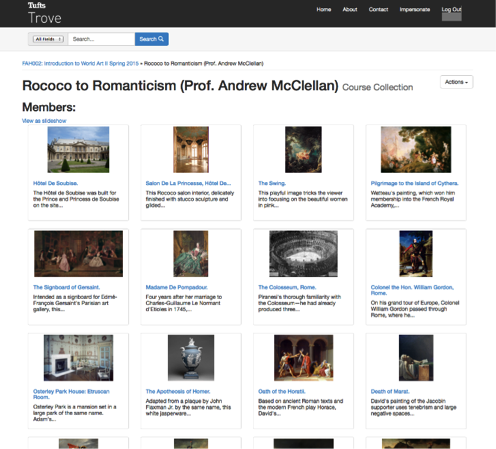 Tufts
Trove
Home About Contact Impersonate Log Out
All Fields Search... Search
FAH002: Introduction to World Art II Spring 2015 » Rococo to Romanticism (Prof. Andrew McClellan)
Rococo to Romanticism (Prof. Andrew McClellan) Course Collection
Actions
Members:
View as slideshow
Hôtel De Soubise.
The Hôtel de Soubise was built for
the Prince and Princess de Soubise
on the site...
Salon De La Princesse, Hôtel De...
This Rococo salon interior, delicately
finished with stucco sculpture and
gilded...
The Swing.
This playful image tricks the viewer
into focusing on the beautiful women
in pink...
Pilgrimage to the Island of Cythera.
Watteau's painting, which won him
membership into the French Royal
Academy,...
The Signboard of Gersaint.
Intended as a signboard for Edmé-
François Gersaint's Parisian art
gallery, this...
Madame De Pompadour.
Four years after her marriage to
Charles-Guillaume Le Normant
d'Etioles in 1745,...
The Colosseum, Rome.
Piranesi's thorough familiarity with
the Colosseum—he had already
produced three...
Colonel the Hon. William Gordon,
Rome.
On his grand tour of Europe, Colonel
William Gordon passed through
Rome, where he...
Osterley Park House: Etruscan
Room.
Osterley Park is a mansion set in a
large park of the same name.
Adam's...
The Apotheosis of Homer.
Adapted from a plaque by John
Flaxman Jr. by the same name, this
white jasperware...
Oath of the Horatii.
Based on ancient Roman texts and
the modern French play Horace,
David's...
Death of Marat.
David's painting of the Jacobin
supporter uses tenebrism and large
negative spaces...